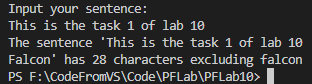 Input your sentence:
This is the task 1 of lab 10
The sentence 'This is the task 1 of lab 10
Falcon' has 28 characters excluding falcon
PS F:\CodeFromVS\Code\PFLab\PFLab10>